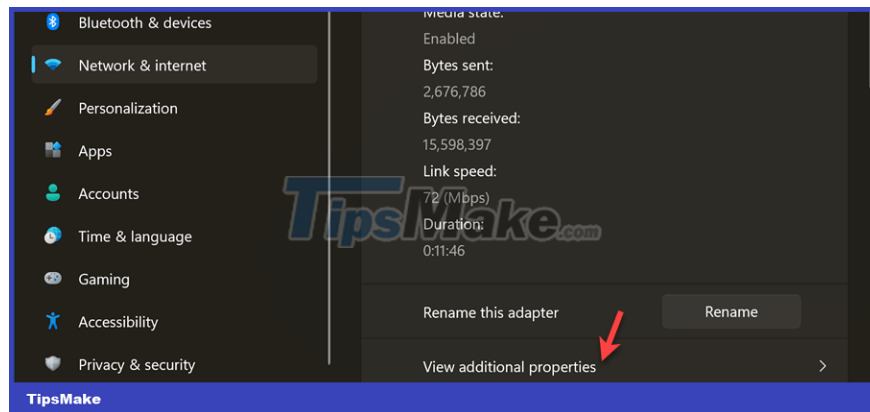 Bluetooth & devices
Network & internet
Personalization
Apps
Accounts
Time & language
Gaming
Accessibility
Privacy & security
Media state:
Enabled
Bytes sent:
2,676,786
Bytes received:
15,598,397
Link speed:
72 (Mbps)
Duration:
0:11:46
Rename this adapter
Rename
View additional properties
TipsMake.com
TipsMake